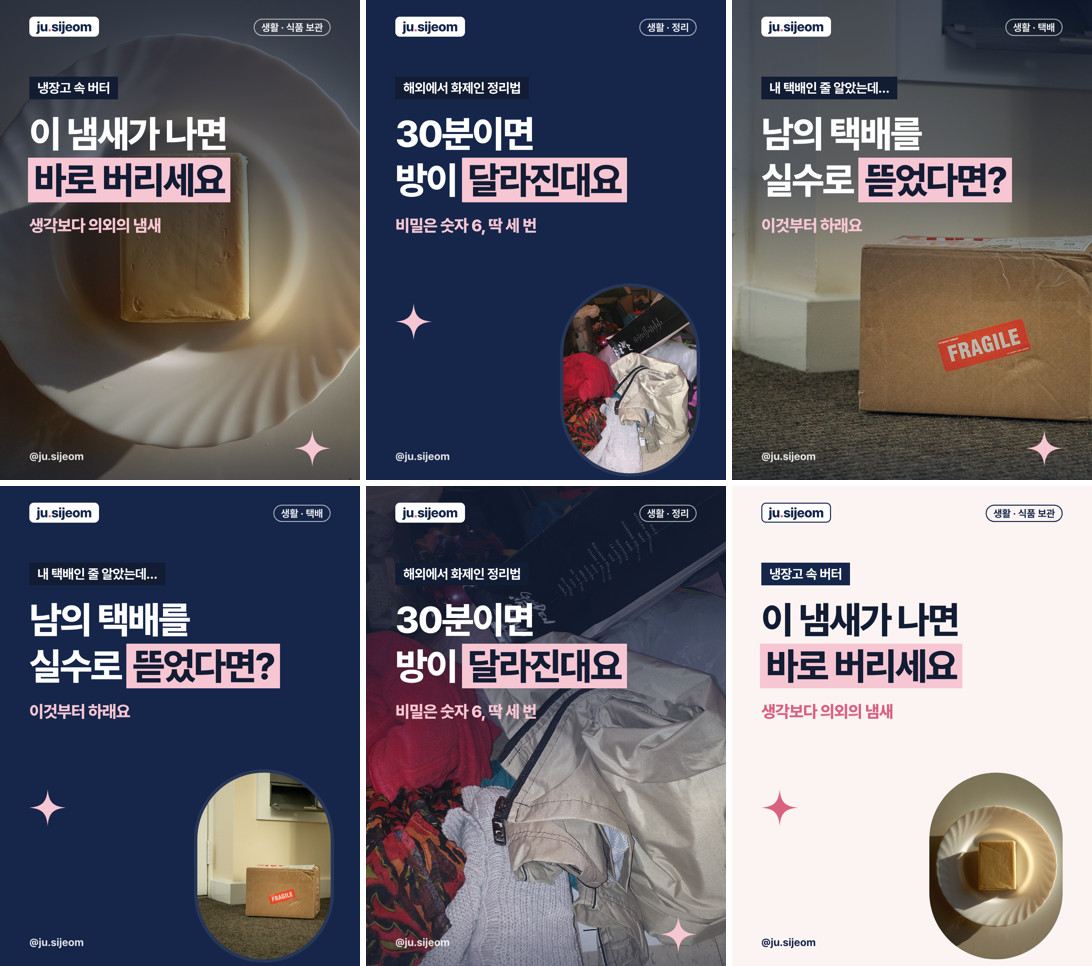 ju.sijeom
생활 · 식품 보관
냉장고 속 버터
이 냄새가 나면
바로 버리세요
생각보다 의외의 냄새
@ju.sijeom
ju.sijeom
생활 · 정리
해외에서 화제인 정리법
30분이면
방이 달라진대요
비밀은 숫자 6, 딱 세 번
@ju.sijeom
ju.sijeom
생활 · 택배
내 택배인 줄 알았는데...
남의 택배를
실수로 뜯었다면?
이것부터 하래요
FRAGILE
@ju.sijeom
ju.sijeom
생활 · 택배
내 택배인 줄 알았는데...
남의 택배를
실수로 뜯었다면?
이것부터 하래요
FRAGILE
@ju.sijeom
ju.sijeom
생활 · 정리
해외에서 화제인 정리법
30분이면
방이 달라진대요
비밀은 숫자 6, 딱 세 번
@ju.sijeom
ju.sijeom
생활 · 식품 보관
냉장고 속 버터
이 냄새가 나면
바로 버리세요
생각보다 의외의 냄새
@ju.sijeom